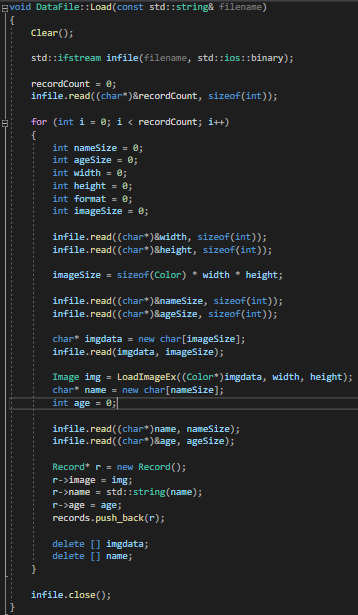 void DataFile::Load(const std::string& filename)
{
Clear();
std::ifstream infile(filename, std::ios::binary);
recordCount = 0;
infile.read((char*)&recordCount, sizeof(int));
for (int i = 0; i < recordCount; i++)
{
int nameSize = 0;
int ageSize = 0;
int width = 0;
int height = 0;
int format = 0;
int imageSize = 0;
infile.read((char*)&width, sizeof(int));
infile.read((char*)&height, sizeof(int));
imageSize = sizeof(Color) * width * height;
infile.read((char*)&nameSize, sizeof(int));
infile.read((char*)&ageSize, sizeof(int));
char* imgdata = new char[imageSize];
infile.read(imgdata, imageSize);
Image img = LoadImageEx((Color*)imgdata, width, height);
char* name = new char[nameSize];
int age = 0;
infile.read((char*)name, nameSize);
infile.read((char*)&age, ageSize);
Record* r = new Record();
r->image = img;
r->name = std::string(name);
r->age = age;
records.push_back(r);
delete [] imgdata;
delete [] name;
}
infile.close();
}